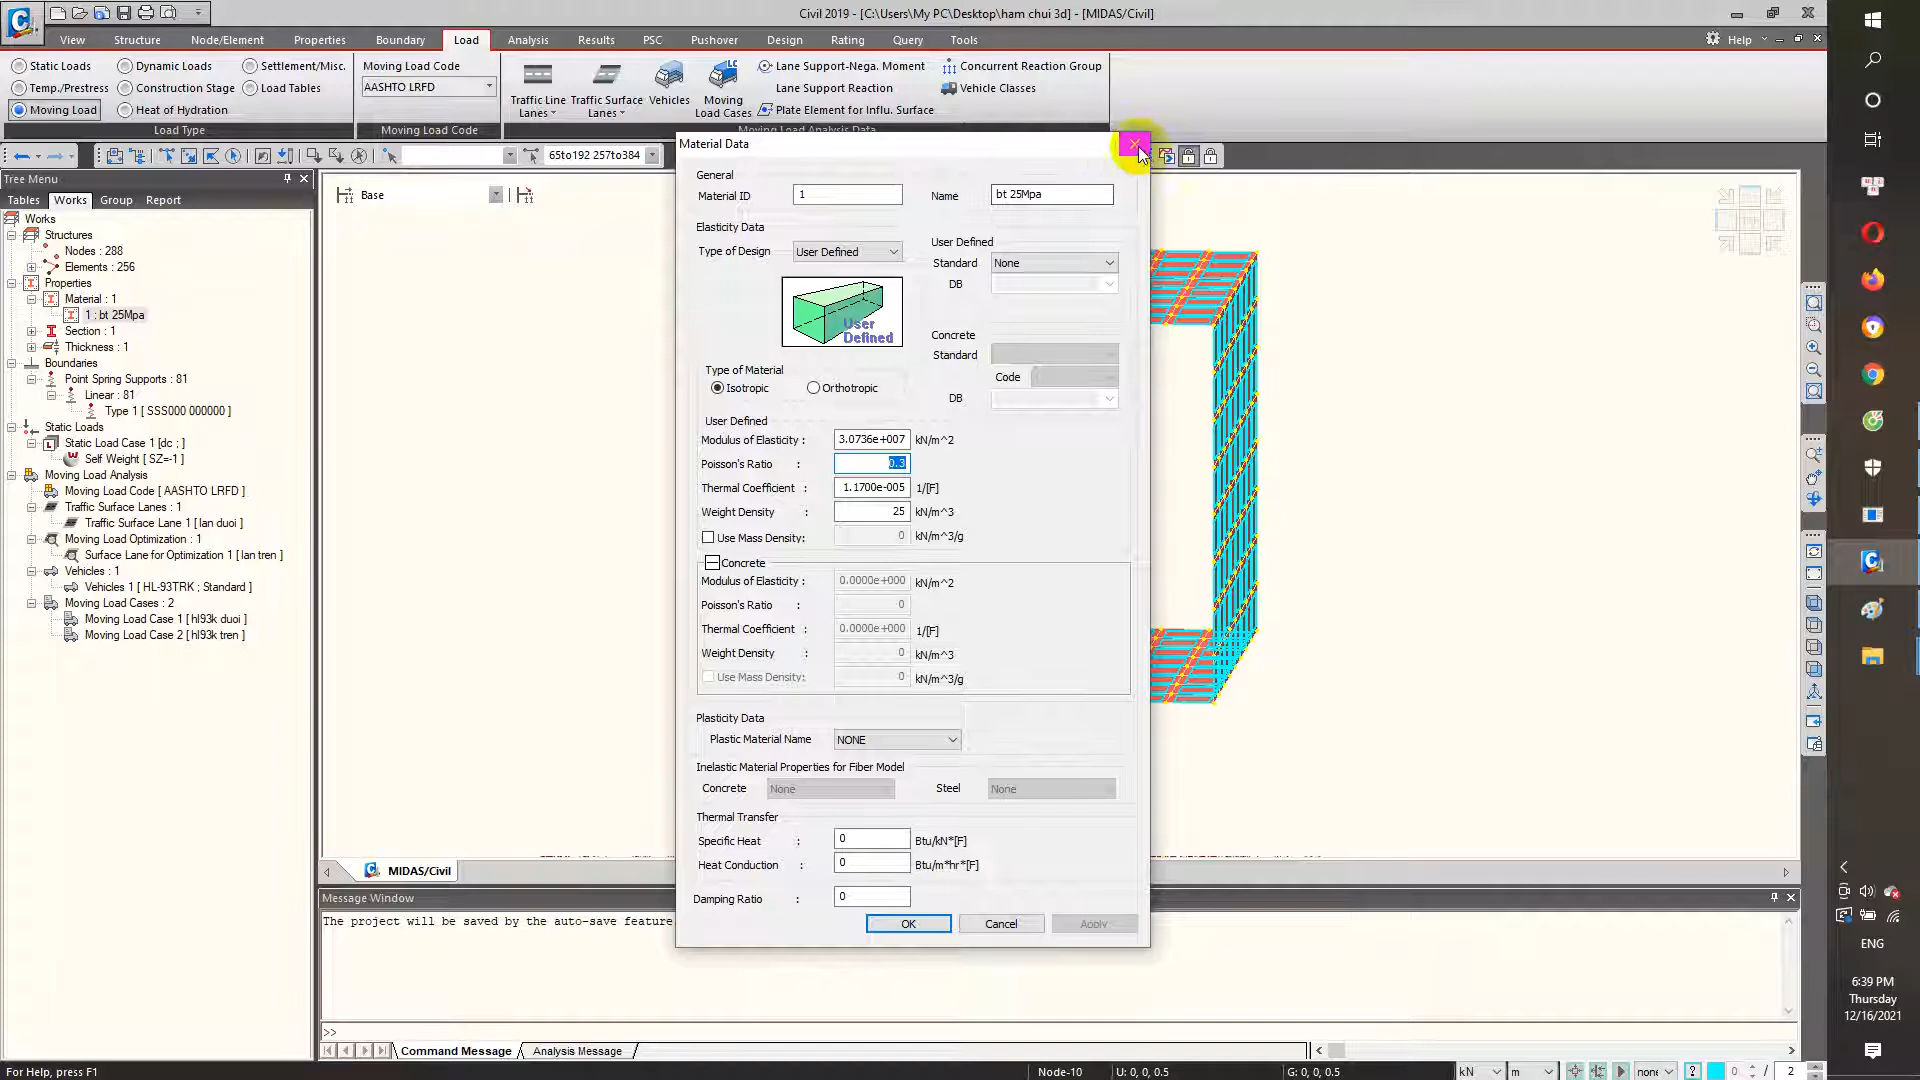 Civil 2019 - [C:\Users\My PC\Desktop\ham chui 3d] - [MIDAS/Civil]
View Structure Node/Element Properties Boundary Load Analysis Results PSC Pushover Design Rating Query Tools Help
Static Loads Dynamic Loads Settlement/Misc. Moving Load Code Lane Support-Nega. Moment Concurrent Reaction Group
Temp./Prestress Construction Stage Load Tables AASHTO LRFD Lane Support Reaction Vehicle Classes
Traffic Line Lanes Traffic Surface Lanes Vehicles Moving Load Cases
Moving Load Heat of Hydration Plate Element for Influ. Surface
Load Type Moving Load Code Moving Load Analysis Data
65to192 257to384
Tree Menu
Tables Works Group Report
Base
Works
Structures
Nodes : 288
Elements : 256
Properties
Material : 1
1 : bt 25Mpa
Section : 1
Thickness : 1
Boundaries
Point Spring Supports : 81
Linear : 81
Type 1 [ SSS000 000000 ]
Static Loads
Static Load Case 1 [dc ; ]
Self Weight [ SZ=-1 ]
Moving Load Analysis
Moving Load Code [ AASHTO LRFD ]
Traffic Surface Lanes : 1
Traffic Surface Lane 1 [ lan duoi ]
Moving Load Optimization : 1
Surface Lane for Optimization 1 [ lan tren ]
Vehicles : 1
Vehicles 1 [ HL-93TRK ; Standard ]
Moving Load Cases : 2
Moving Load Case 1 [ hl93k duoi ]
Moving Load Case 2 [ hl93k tren ]
Material Data
General
Material ID 1 Name bt 25Mpa
Elasticity Data
Type of Design User Defined
User Defined
Standard None
DB
User Defined
Concrete
Standard
Code
DB
Type of Material
Isotropic Orthotropic
User Defined
Modulus of Elasticity : 3.0736e+007 kN/m^2
Poisson's Ratio : 0.3
Thermal Coefficient : 1.1700e-005 1/[F]
Weight Density : 25 kN/m^3
Use Mass Density: 0 kN/m^3/g
Concrete
Modulus of Elasticity : 0.0000e+000 kN/m^2
Poisson's Ratio : 0
Thermal Coefficient : 0.0000e+000 1/[F]
Weight Density : 0 kN/m^3
Use Mass Density: 0 kN/m^3/g
Plasticity Data
Plastic Material Name NONE
Inelastic Material Properties for Fiber Model
Concrete None Steel None
Thermal Transfer
Specific Heat : 0 Btu/kN*[F]
Heat Conduction : 0 Btu/m*hr*[F]
Damping Ratio : 0
OK Cancel Apply
MIDAS/Civil
Message Window
The project will be saved by the auto-save feature
>>
Command Message Analysis Message
For Help, press F1 Node-10 U: 0, 0, 0.5 G: 0, 0, 0.5 kN m none 0 / 2
ENG
6:39 PM
Thursday
12/16/2021